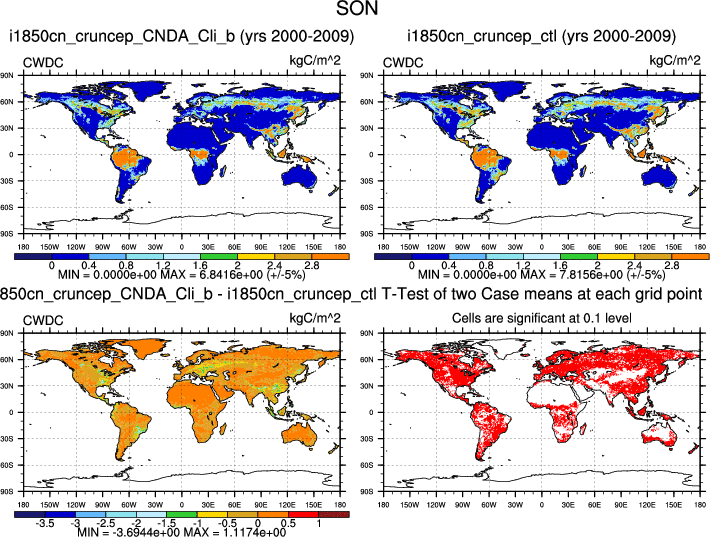 SON
i1850cn_cruncep_CNDA_Cli_b (yrs 2000-2009)
i1850cn_cruncep_ctl (yrs 2000-2009)
CWDC kgC/m^2
CWDC kgC/m^2
90N
60N
30N
0
30S
60S
90S
180 150W 120W 90W 60W 30W 0 30E 60E 90E 120E 150E 180
0 0.4 0.8 1.2 1.6 2 2.4 2.8
MIN = 0.0000e+00 MAX = 6.8416e+00 (+/-5%)
90N
60N
30N
0
30S
60S
90S
180 150W 120W 90W 60W 30W 0 30E 60E 90E 120E 150E 180
0 0.4 0.8 1.2 1.6 2 2.4 2.8
MIN = 0.0000e+00 MAX = 7.8156e+00 (+/-5%)
850cn_cruncep_CNDA_Cli_b - i1850cn_cruncep_ctl
T-Test of two Case means at each grid point
CWDC kgC/m^2
Cells are significant at 0.1 level
90N
60N
30N
0
30S
60S
90S
180 150W 120W 90W 60W 30W 0 30E 60E 90E 120E 150E 180
-3.5 -3 -2.5 -2 -1.5 -1 -0.5 0 0.5 1
MIN = -3.6944e+00 MAX = 1.1174e+00
90N
60N
30N
0
30S
60S
90S
180 150W 120W 90W 60W 30W 0 30E 60E 90E 120E 150E 180